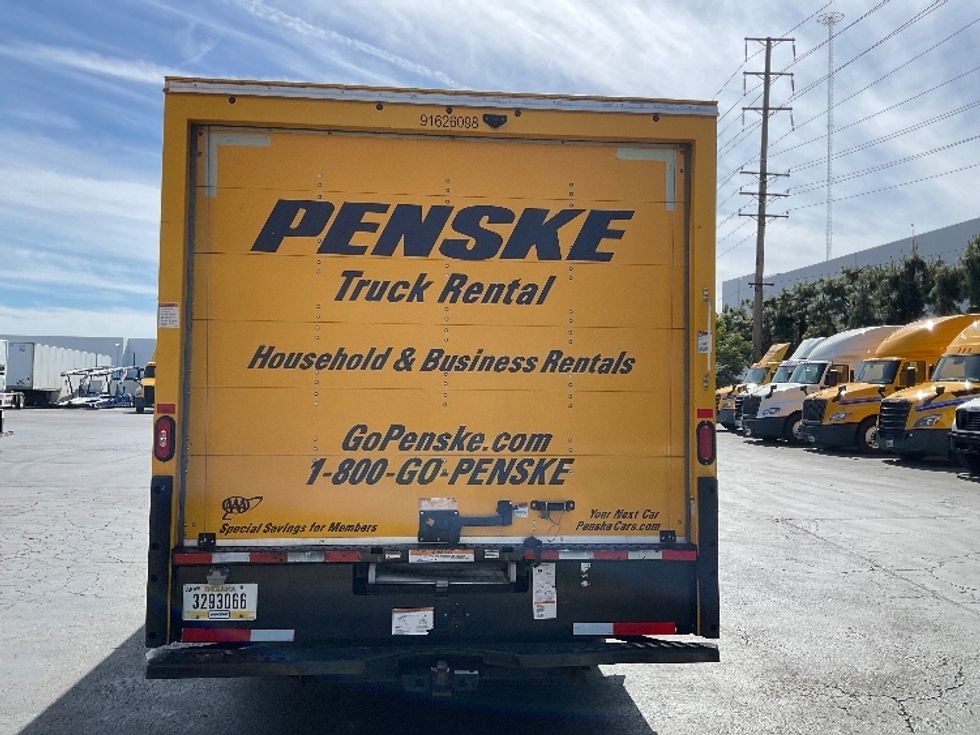 91626098
PENSKE
Truck Rental
Household & Business Rentals
GoPenske.com
1-800-GO-PENSKE
AAA
Special Savings for Members
Your Next Car
PenskeCars.com
INDIANA
3293066